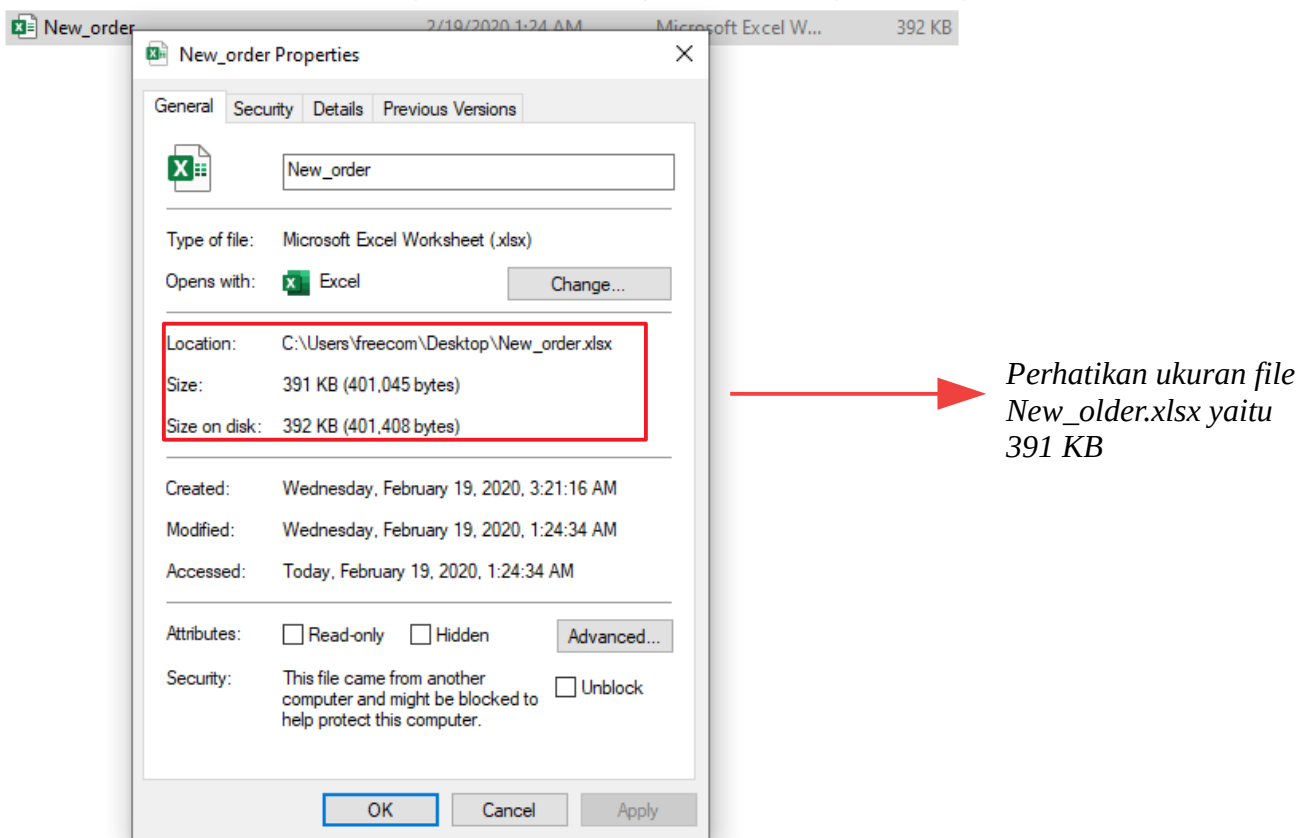 New_order 2/19/2020 1:24 AM Microsoft Excel W... 392 KB
New_order Properties
General Security Details Previous Versions
New_order
Type of file: Microsoft Excel Worksheet (.xlsx)
Opens with: Excel Change...
Location: C:\Users\freecom\Desktop\New_order.xlsx
Size: 391 KB (401,045 bytes)
Size on disk: 392 KB (401,408 bytes)
Perhatikan ukuran file
New_older.xlsx yaitu
391 KB
Created: Wednesday, February 19, 2020, 3:21:16 AM
Modified: Wednesday, February 19, 2020, 1:24:34 AM
Accessed: Today, February 19, 2020, 1:24:34 AM
Attributes: Read-only Hidden Advanced...
Security: This file came from another
computer and might be blocked to
help protect this computer.
Unblock
OK Cancel Apply